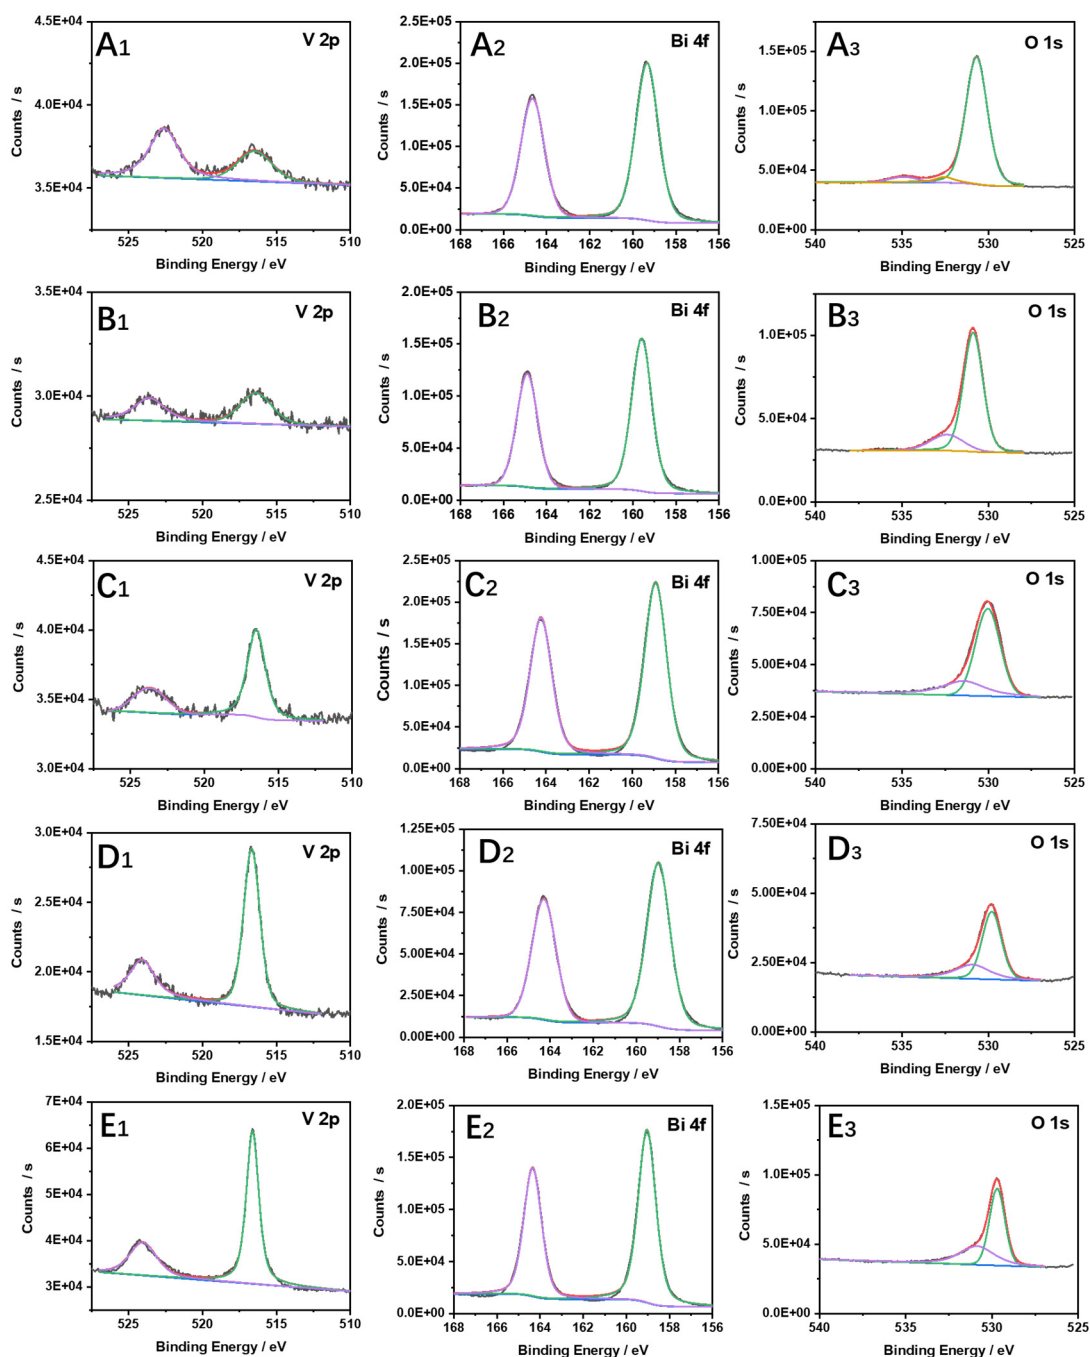 A1
V 2p
4.5E+04
4.0E+04
3.5E+04
Counts / s
525
520
515
510
Binding Energy / eV
A2
Bi 4f
2.5E+05
2.0E+05
1.5E+05
1.0E+05
5.0E+04
0.0E+00
Counts / s
168
166
164
162
160
158
156
Binding Energy / eV
A3
O 1s
1.5E+05
1.0E+05
5.0E+04
0.0E+00
Counts / s
540
535
530
525
Binding Energy / eV
B1
V 2p
3.5E+04
3.0E+04
2.5E+04
Counts / s
525
520
515
510
Binding Energy / eV
B2
Bi 4f
2.0E+05
1.5E+05
1.0E+05
5.0E+04
0.0E+00
Counts / s
168
166
164
162
160
158
156
Binding Energy / eV
B3
O 1s
1.0E+05
5.0E+04
0.0E+00
Counts / s
540
535
530
525
Binding Energy / eV
C1
V 2p
4.5E+04
4.0E+04
3.5E+04
3.0E+04
Counts / s
525
520
515
510
Binding Energy / eV
C2
Bi 4f
2.5E+05
2.0E+05
1.5E+05
1.0E+05
5.0E+04
0.0E+00
Counts / s
168
166
164
162
160
158
156
Binding Energy / eV
C3
O 1s
1.00E+05
7.50E+04
5.00E+04
2.50E+04
0.00E+00
Counts / s
540
535
530
525
Binding Energy / eV
D1
V 2p
3.0E+04
2.5E+04
2.0E+04
1.5E+04
Counts / s
525
520
515
510
Binding Energy / eV
D2
Bi 4f
1.25E+05
1.00E+05
7.50E+04
5.00E+04
2.50E+04
0.00E+00
Counts / s
168
166
164
162
160
158
156
Binding Energy / eV
D3
O 1s
7.50E+04
5.00E+04
2.50E+04
0.00E+00
Counts / s
540
535
530
525
Binding Energy / eV
E1
V 2p
7E+04
6E+04
5E+04
4E+04
3E+04
Counts / s
525
520
515
510
Binding Energy / eV
E2
Bi 4f
2.0E+05
1.5E+05
1.0E+05
5.0E+04
0.0E+00
Counts / s
168
166
164
162
160
158
156
Binding Energy / eV
E3
O 1s
1.5E+05
1.0E+05
5.0E+04
0.0E+00
Counts / s
540
535
530
525
Binding Energy / eV